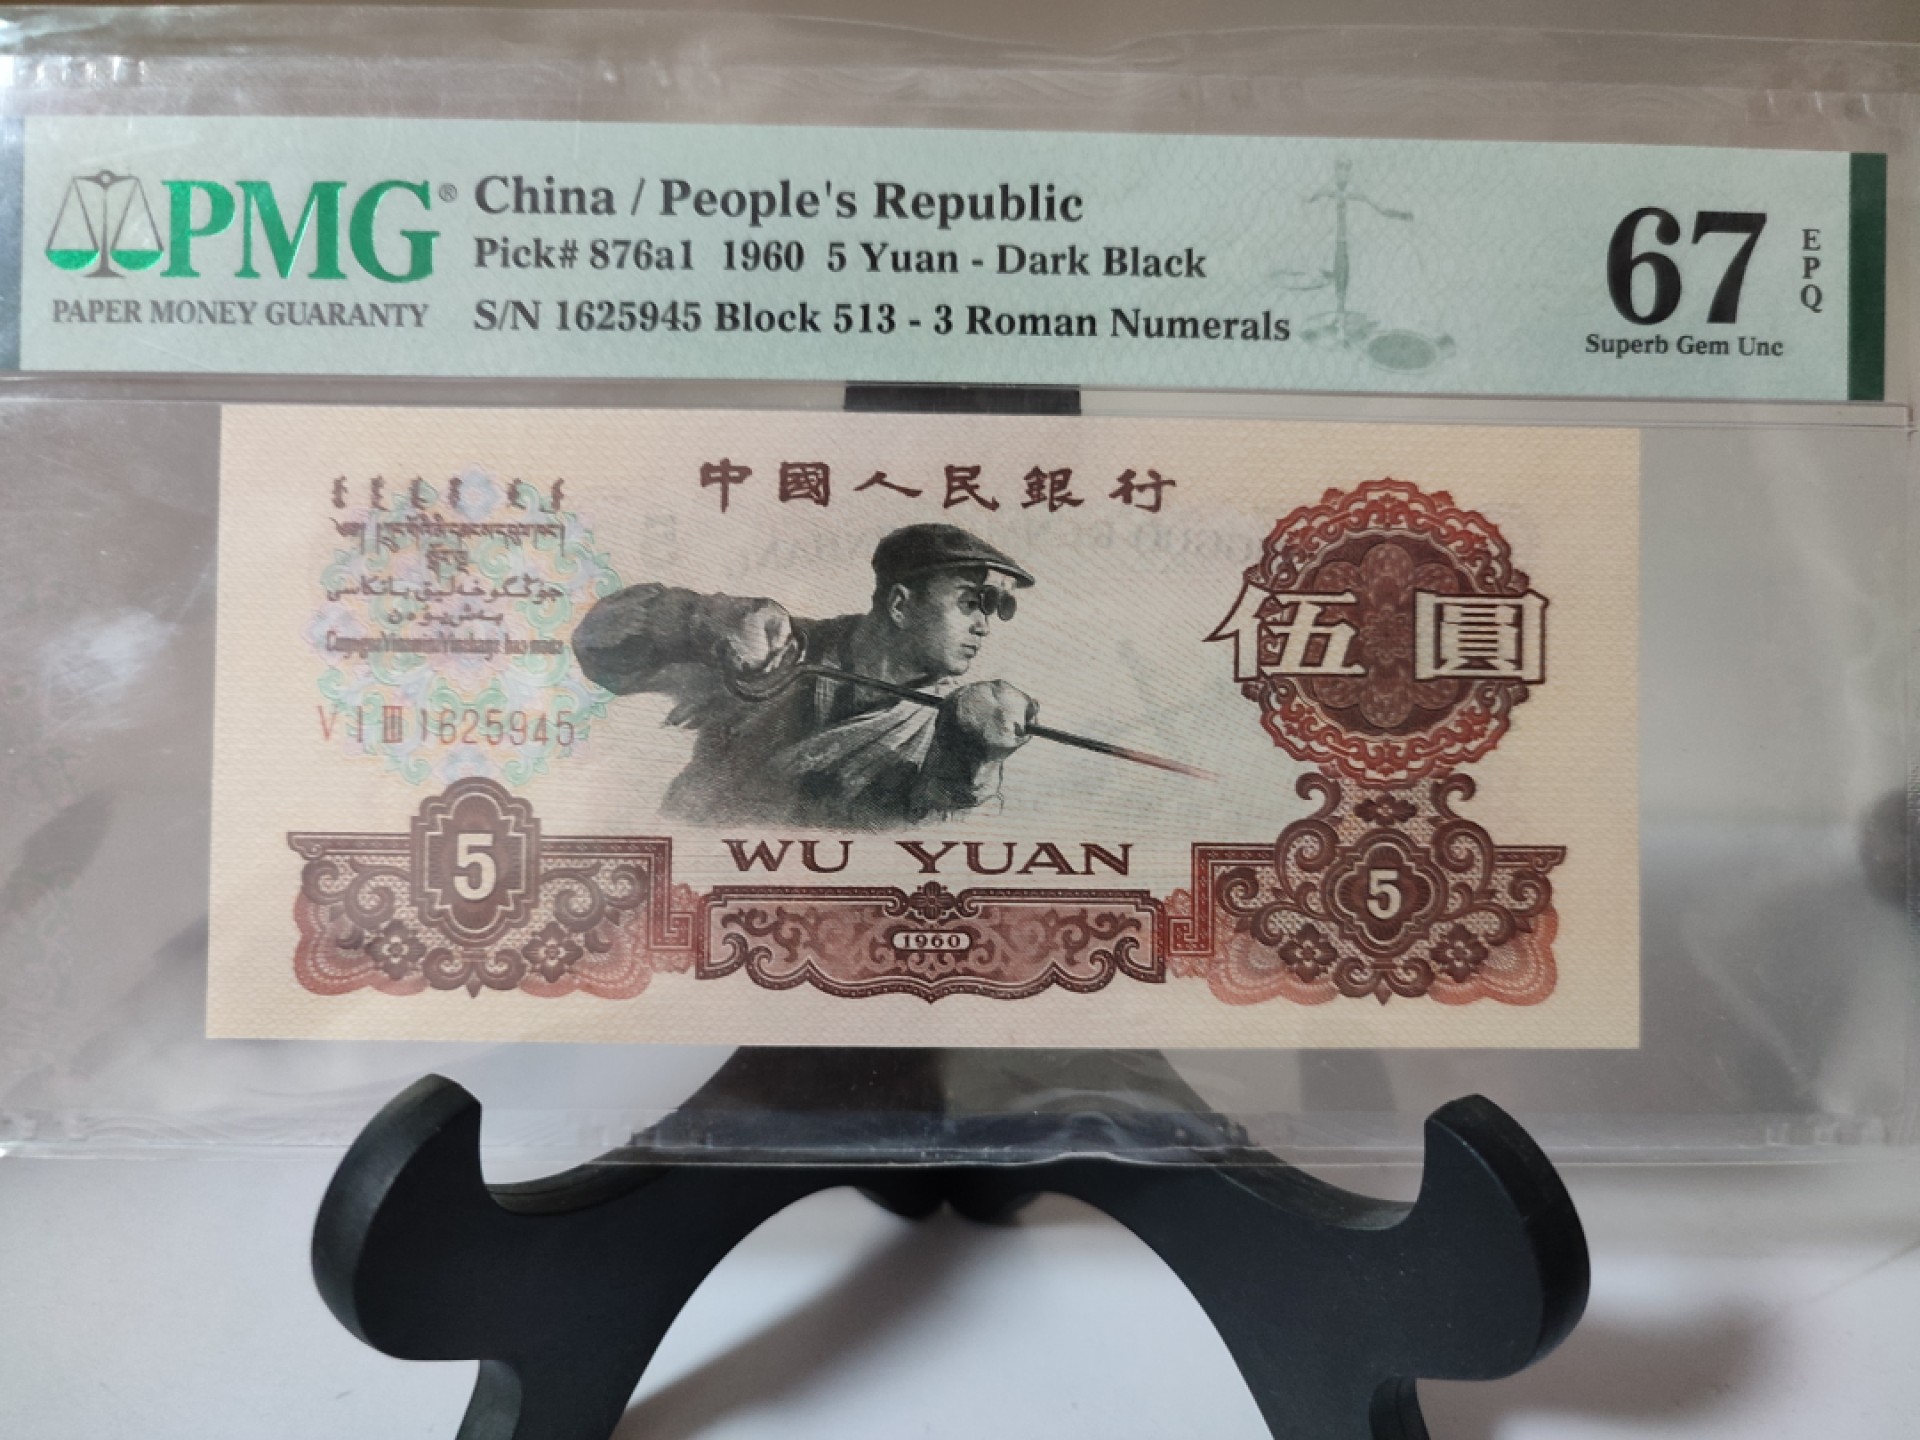 PMG®
PAPER MONEY GUARANTY
China / People's Republic
Pick# 876a1 1960 5 Yuan - Dark Black
S/N 1625945 Block 513 - 3 Roman Numerals
67
EPQ
Superb Gem Unc
中國人民銀行
V I III 1625945
伍圓
5
WU YUAN
5
1960